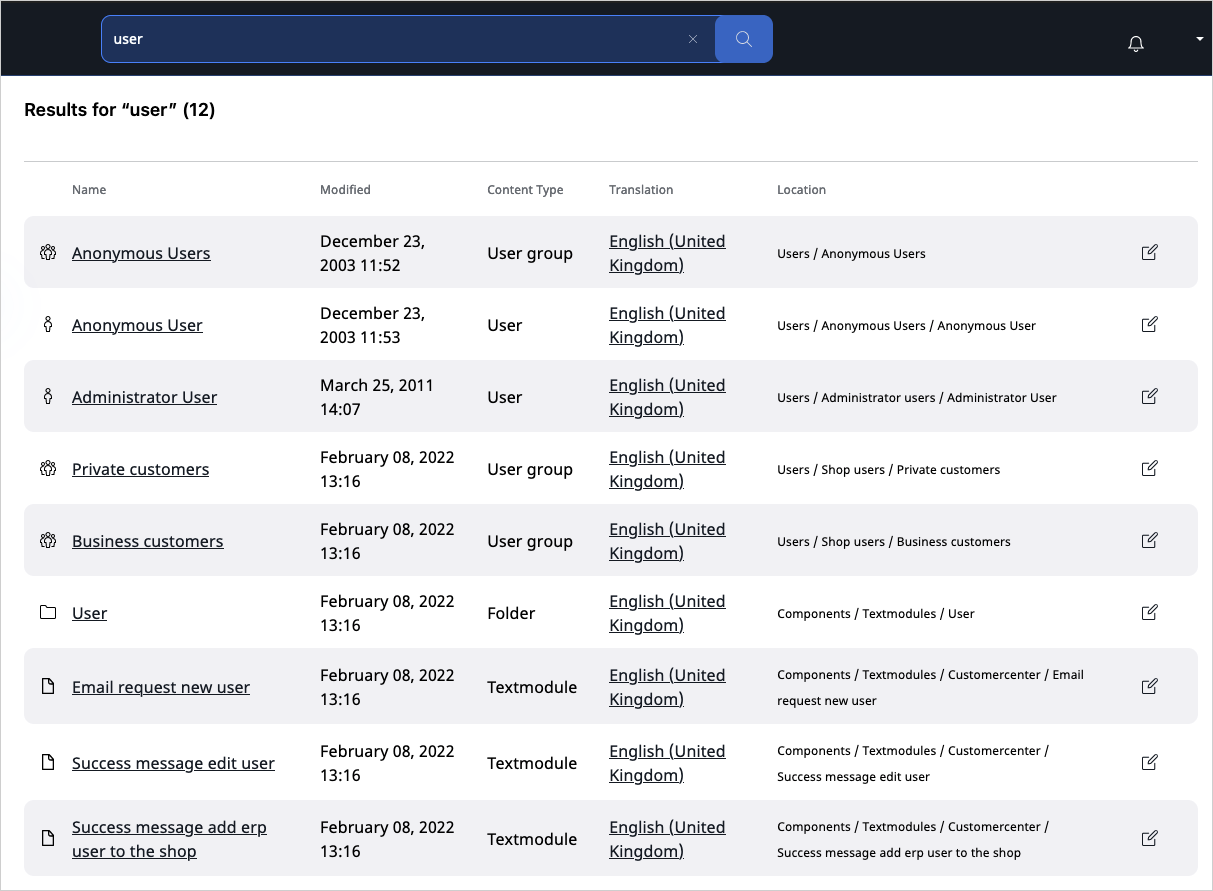 user
Results for “user” (12)
Name Modified Content Type Translation Location
Anonymous Users December 23, 2003 11:52 User group English (United Kingdom) Users / Anonymous Users
Anonymous User December 23, 2003 11:53 User English (United Kingdom) Users / Anonymous Users / Anonymous User
Administrator User March 25, 2011 14:07 User English (United Kingdom) Users / Administrator users / Administrator User
Private customers February 08, 2022 13:16 User group English (United Kingdom) Users / Shop users / Private customers
Business customers February 08, 2022 13:16 User group English (United Kingdom) Users / Shop users / Business customers
User February 08, 2022 13:16 Folder English (United Kingdom) Components / Textmodules / User
Email request new user February 08, 2022 13:16 Textmodule English (United Kingdom) Components / Textmodules / Customercenter / Email request new user
Success message edit user February 08, 2022 13:16 Textmodule English (United Kingdom) Components / Textmodules / Customercenter / Success message edit user
Success message add erp user to the shop February 08, 2022 13:16 Textmodule English (United Kingdom) Components / Textmodules / Customercenter / Success message add erp user to the shop